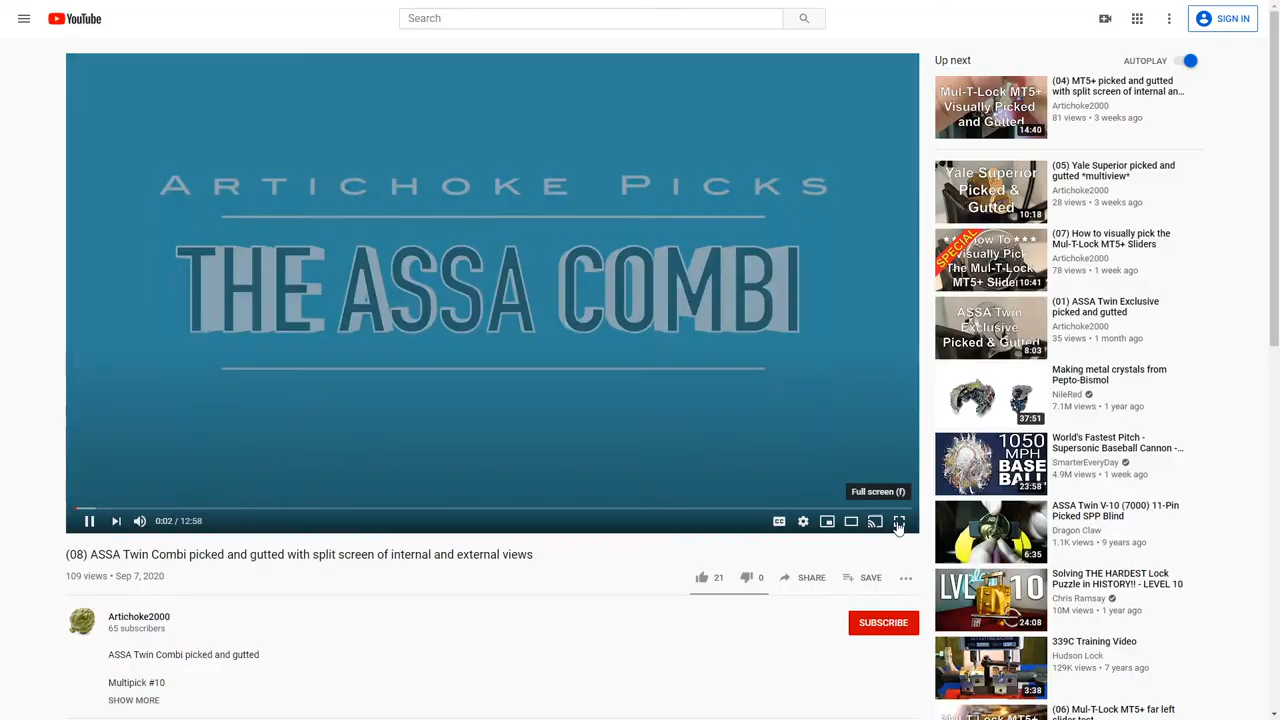 YouTube
Search
SIGN IN
ARTICHOKE PICKS
THE ASSA COMBI
Full screen (f)
0:02 / 12:58
CC
(08) ASSA Twin Combi picked and gutted with split screen of internal and external views
109 views • Sep 7, 2020
21
0
SHARE
SAVE
Artichoke2000
65 subscribers
SUBSCRIBE
ASSA Twin Combi picked and gutted
Multipick #10
SHOW MORE
Up next
AUTOPLAY
Mul-T-Lock MT5+
Visually Picked
and Gutted
14:40
(04) MT5+ picked and gutted
with split screen of internal an...
Artichoke2000
81 views • 3 weeks ago
Yale Superior
Picked &
Gutted
10:18
(05) Yale Superior picked and
gutted *multiview*
Artichoke2000
28 views • 3 weeks ago
SPECIAL
How To
Visually Pick
The Mul-T-Lock
MT5+ Slide
10:41
(07) How to visually pick the
Mul-T-Lock MT5+ Sliders
Artichoke2000
78 views • 1 week ago
ASSA Twin
Exclusive
Picked & Gutted
8:03
(01) ASSA Twin Exclusive
picked and gutted
Artichoke2000
35 views • 1 month ago
37:51
Making metal crystals from
Pepto-Bismol
NileRed
7.1M views • 1 year ago
1050
MPH
BASE
BALL
23:58
World's Fastest Pitch -
Supersonic Baseball Cannon -...
SmarterEveryDay
4.9M views • 1 week ago
6:35
ASSA Twin V-10 (7000) 11-Pin
Picked SPP Blind
Dragon Claw
1.1K views • 9 years ago
LVL 10
24:08
Solving THE HARDEST Lock
Puzzle in HISTORY!! - LEVEL 10
Chris Ramsay
10M views • 1 year ago
3:38
339C Training Video
Hudson Lock
129K views • 7 years ago
(06) Mul-T-Lock MT5+ far left
slider test